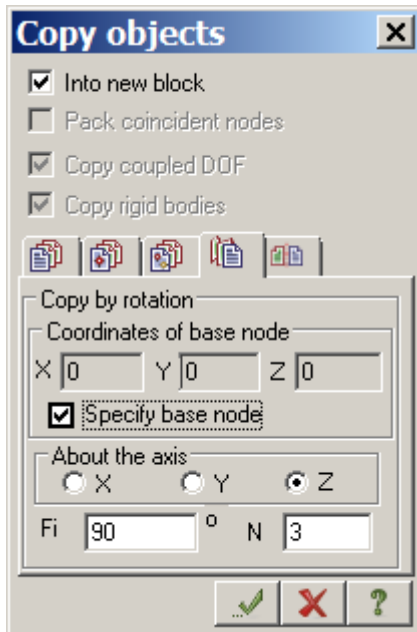 Copy objects
Into new block
Pack coincident nodes
Copy coupled DOF
Copy rigid bodies
Copy by rotation
Coordinates of base node
X 0 Y 0 Z 0
Specify base node
About the axis
X Y Z
Fi 90 ° N 3
?